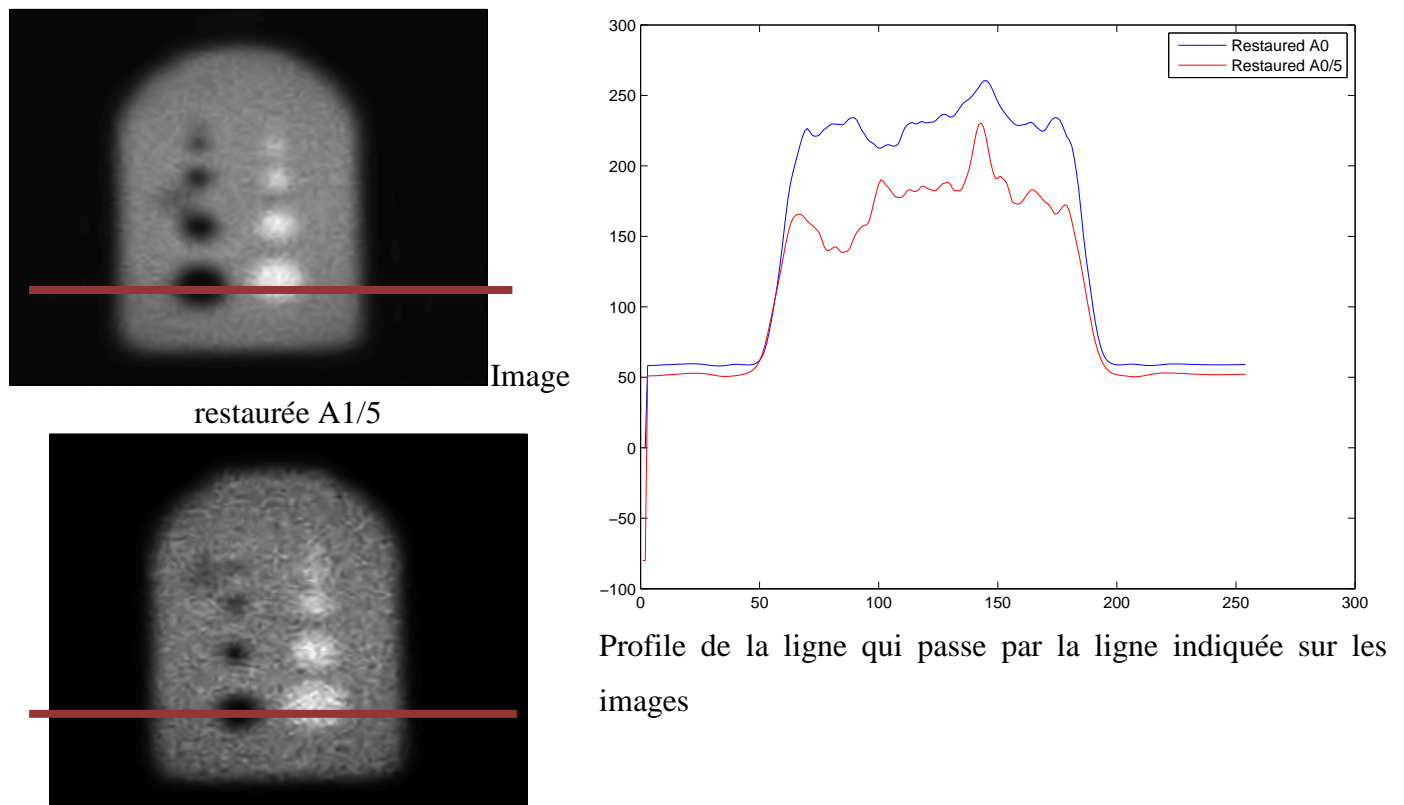 Image
restaurée A1/5
300
250
200
150
100
50
0
−50
−100
0 50 100 150 200 250 300
Restaured A0
Restaured A0/5
Profile de la ligne qui passe par la ligne indiquée sur les
images